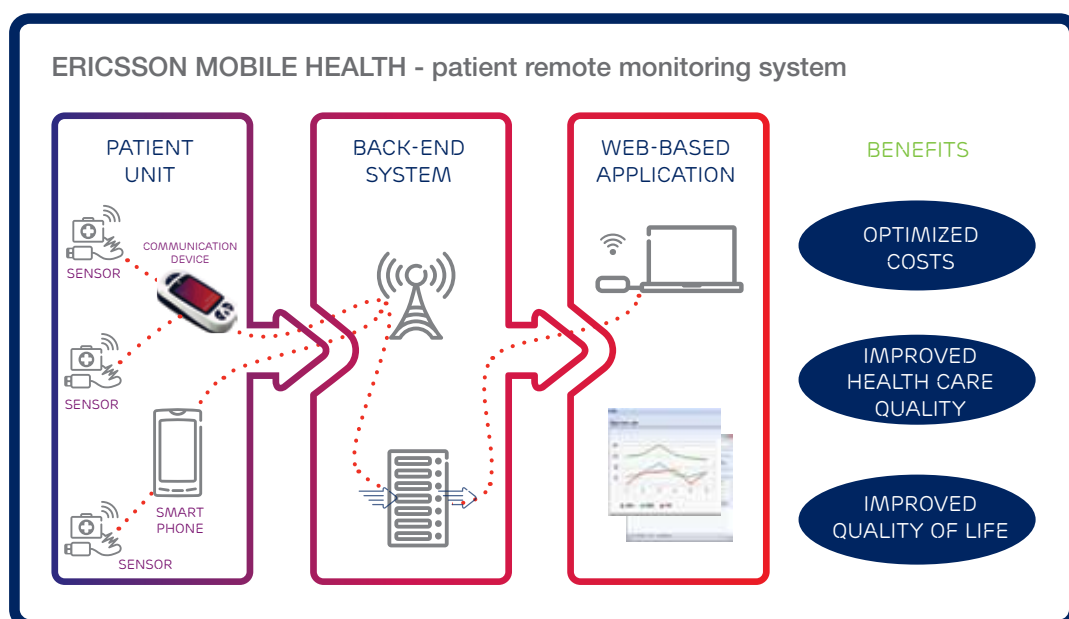 ERICSSON MOBILE HEALTH - patient remote monitoring system
PATIENT
UNIT
SENSOR
COMMUNICATION
DEVICE
SENSOR
SMART
PHONE
SENSOR
BACK-END
SYSTEM
WEB-BASED
APPLICATION
BENEFITS
OPTIMIZED
COSTS
IMPROVED
HEALTH CARE
QUALITY
IMPROVED
QUALITY OF LIFE